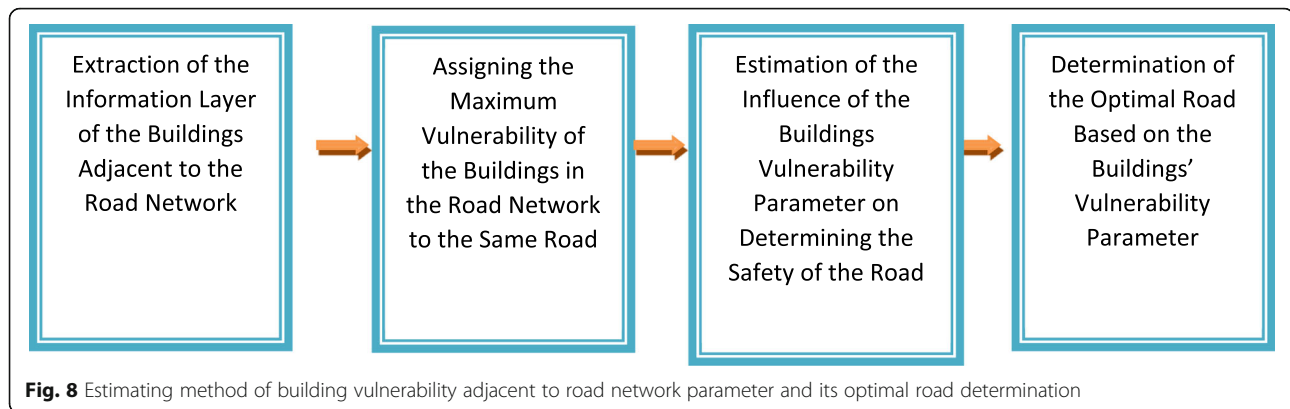 Extraction of the
Information Layer
of the Buildings
Adjacent to the
Road Network
Assigning the
Maximum
Vulnerability of
the Buildings in
the Road Network
to the Same Road
Estimation of the
Influence of the
Buildings
Vulnerability
Parameter on
Determining the
Safety of the Road
Determination of
the Optimal Road
Based on the
Buildings’
Vulnerability
Parameter
Fig. 8 Estimating method of building vulnerability adjacent to road network parameter and its optimal road determination